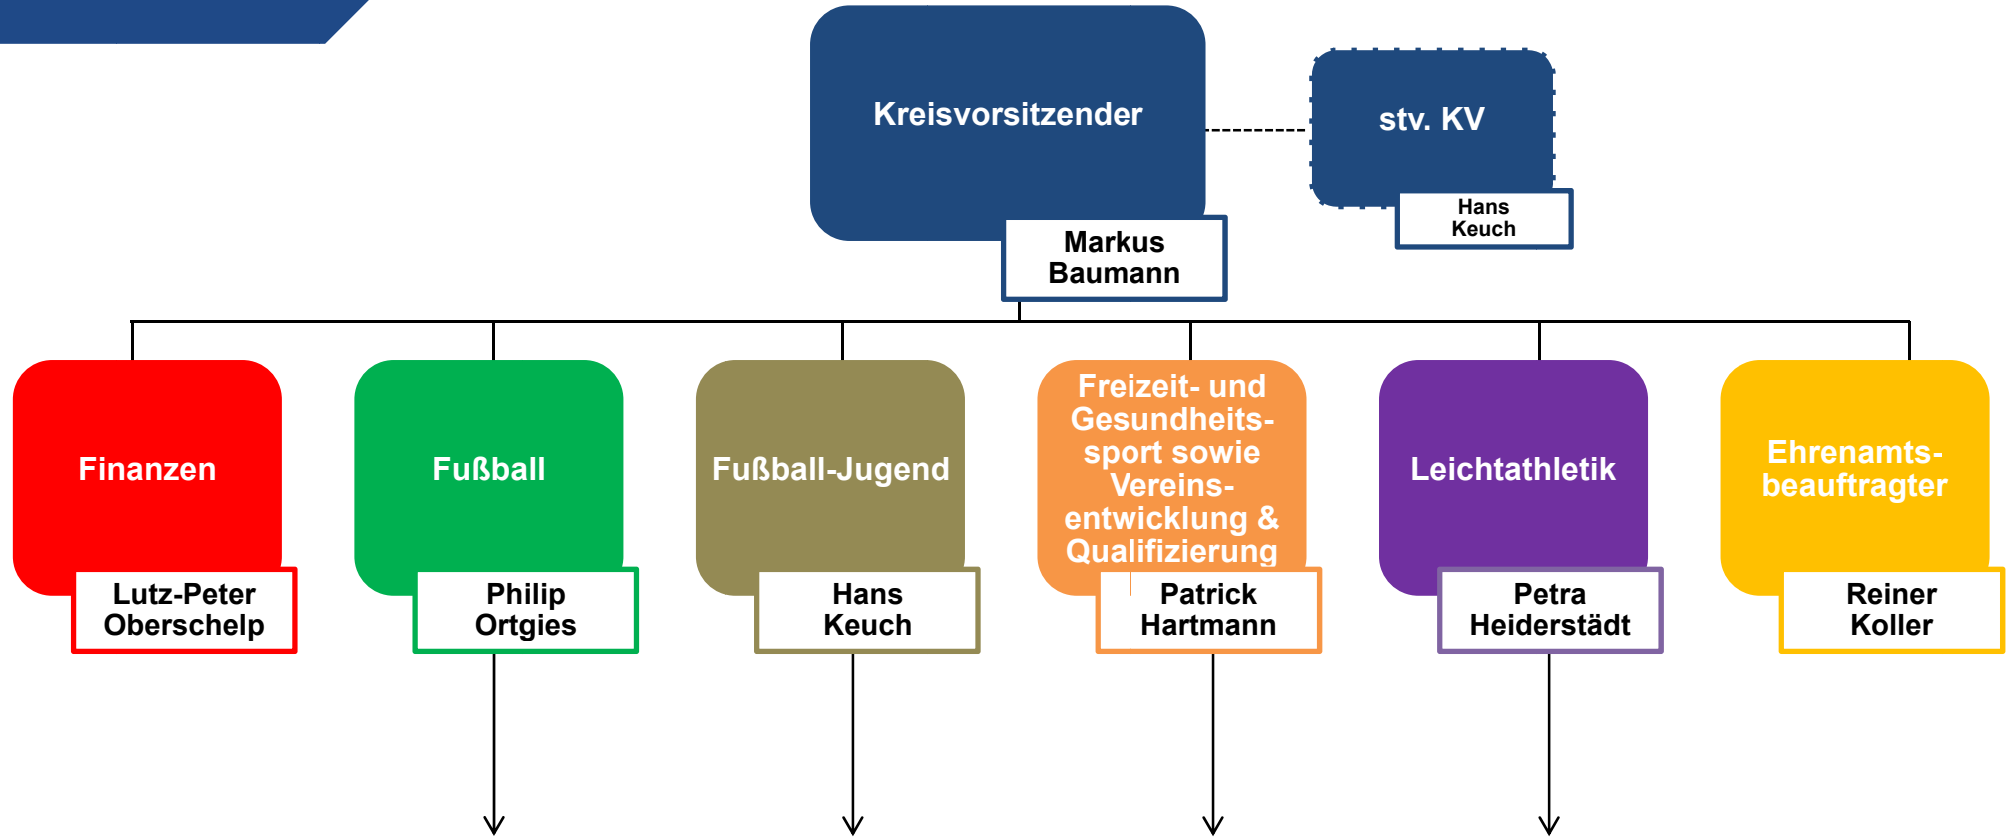 Kreisvorsitzender
stv. KV
Hans
Keuch
Markus
Baumann
Finanzen
Lutz-Peter
Oberschelp
Fußball
Philip
Ortgies
Fußball-Jugend
Hans
Keuch
Freizeit- und
Gesundheits-
sport sowie
Vereins-
entwicklung &
Qualifizierung
Patrick
Hartmann
Leichtathletik
Petra
Heiderstädt
Ehrenamts-
beauftragter
Reiner
Koller